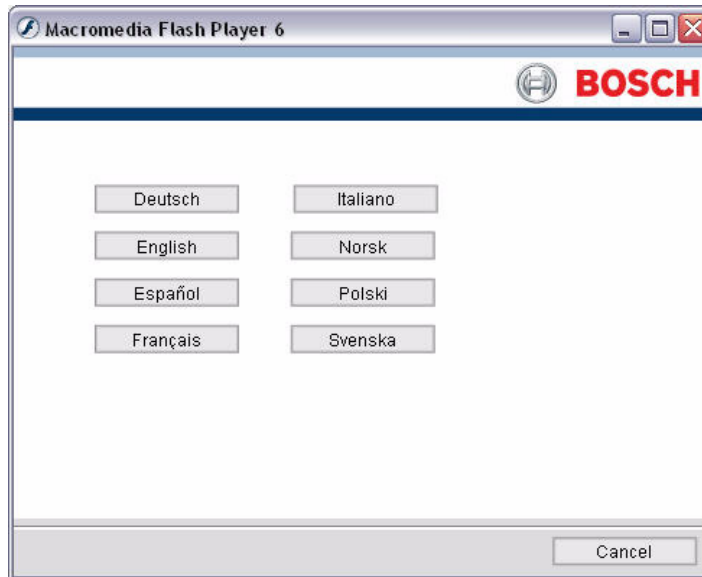 Macromedia Flash Player 6
BOSCH
Deutsch
Italiano
English
Norsk
Español
Polski
Français
Svenska
Cancel